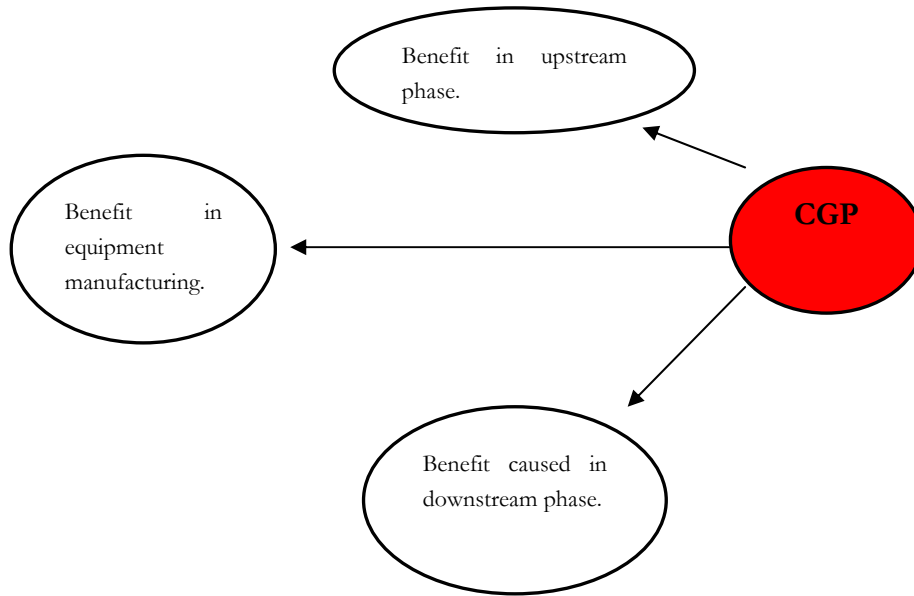 Benefit in upstream
phase.
CGP
Benefit in
equipment
manufacturing.
Benefit caused in
downstream phase.